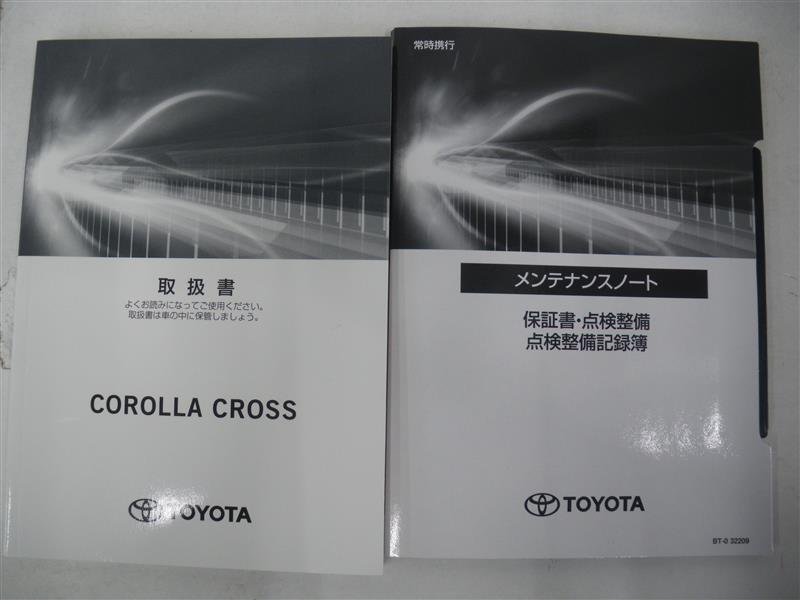 取扱書
よくお読みになってご使用ください。
取扱書は車の中に保管しましょう。
COROLLA CROSS
TOYOTA
常時携行
メンテナンスノート
保証書・点検整備
点検整備記録簿
TOYOTA
BT-0 32209